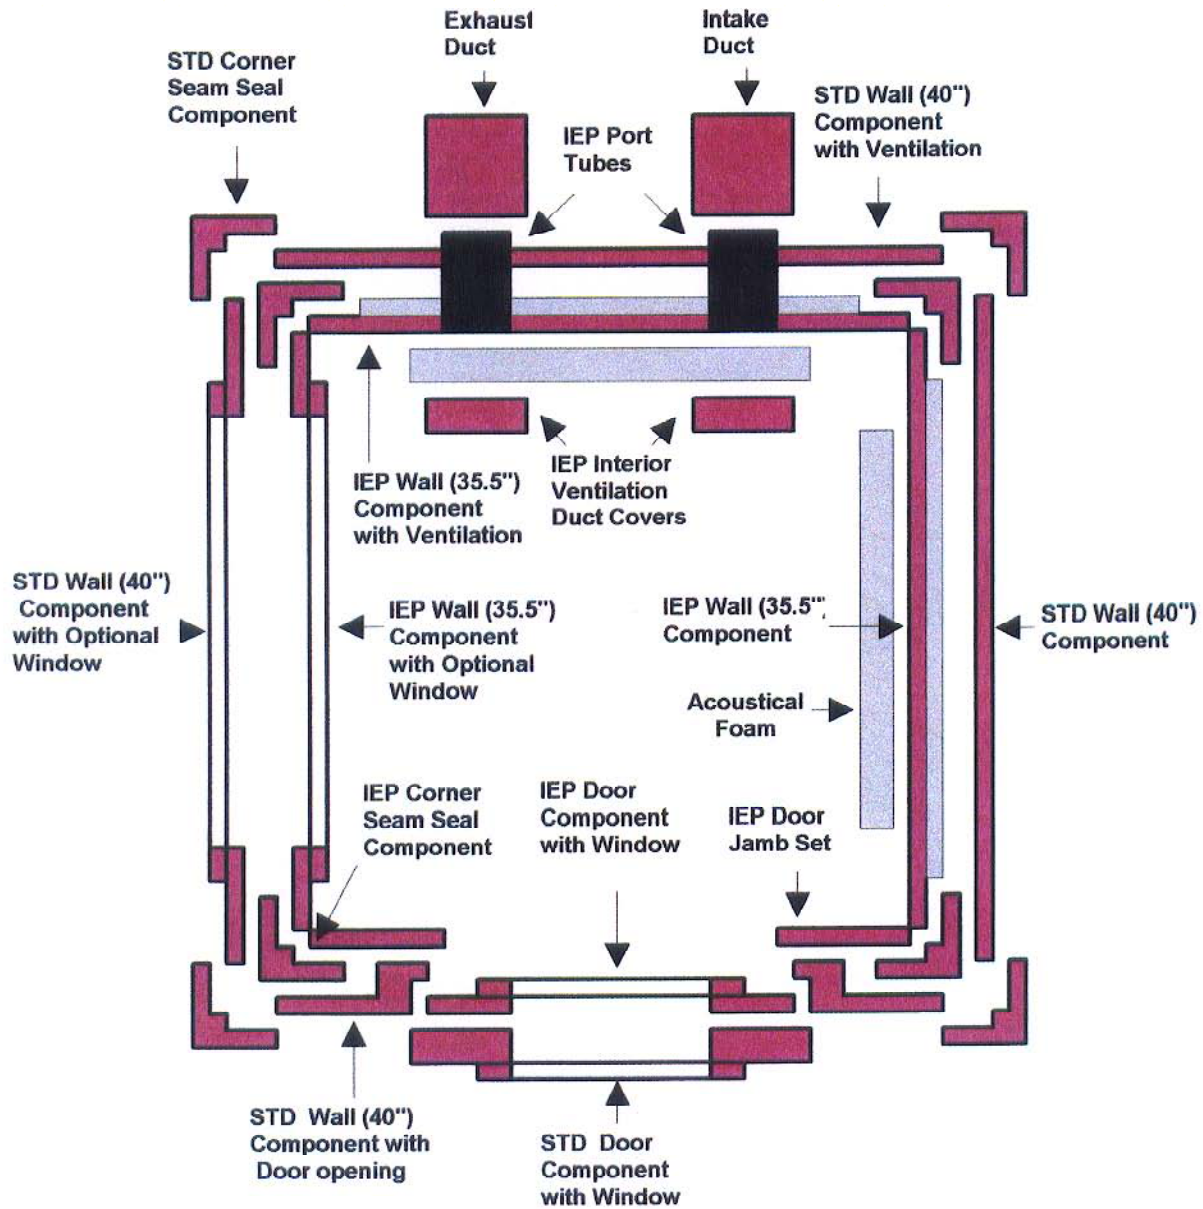 Exhaust
Duct
Intake
Duct
STD Corner
Seam Seal
Component
IEP Port
Tubes
STD Wall (40")
Component
with Ventilation
IEP Wall (35.5")
Component
with Ventilation
IEP Interior
Ventilation
Duct Covers
STD Wall (40")
Component
with Optional
Window
IEP Wall (35.5")
Component
with Optional
Window
IEP Wall (35.5"
Component
STD Wall (40")
Component
Acoustical
Foam
IEP Corner
Seam Seal
Component
IEP Door
Component
with Window
IEP Door
Jamb Set
STD Wall (40")
Component with
Door opening
STD Door
Component
with Window